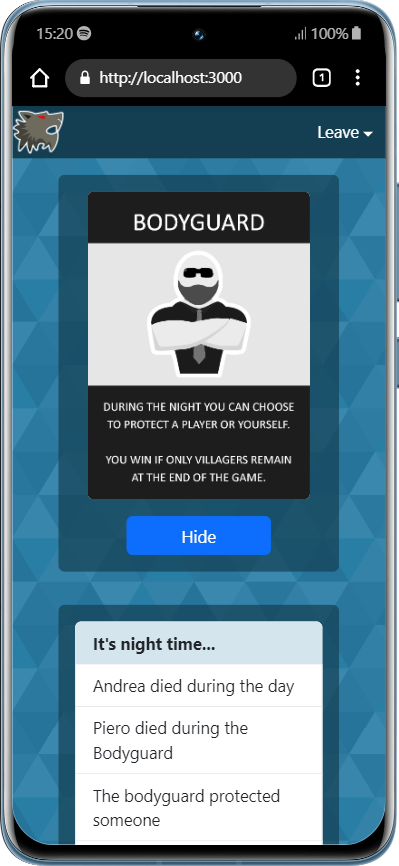 15:20 100%
http://localhost:3000 1
Leave
BODYGUARD
DURING THE NIGHT YOU CAN CHOOSE
TO PROTECT A PLAYER OR YOURSELF.
YOU WIN IF ONLY VILLAGERS REMAIN
AT THE END OF THE GAME.
Hide
It's night time...
Andrea died during the day
Piero died during the
Bodyguard
The bodyguard protected
someone